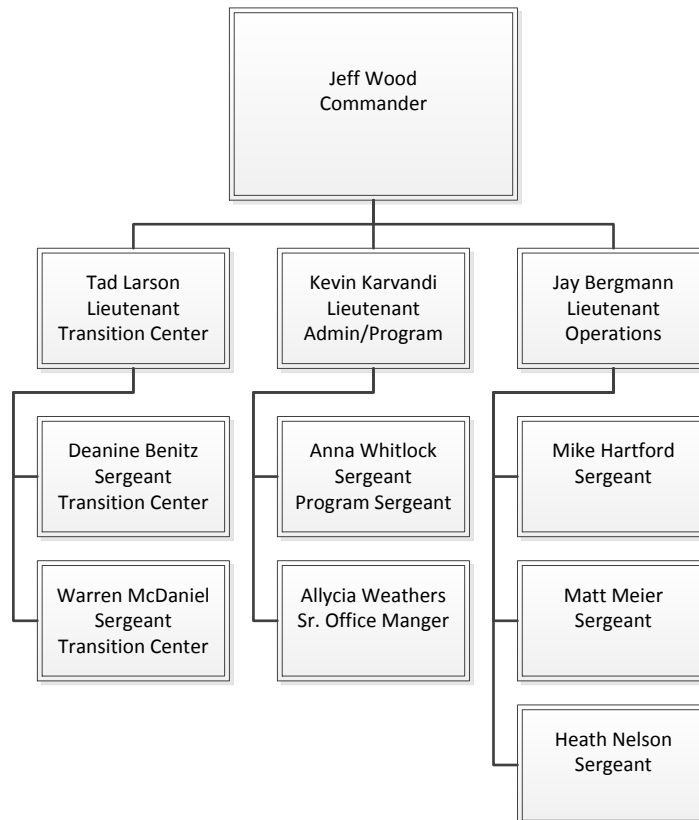 Jeff Wood
Commander
Tad Larson
Lieutenant
Transition Center
Kevin Karvandi
Lieutenant
Admin/Program
Jay Bergmann
Lieutenant
Operations
Deanine Benitz
Sergeant
Transition Center
Anna Whitlock
Sergeant
Program Sergeant
Mike Hartford
Sergeant
Warren McDaniel
Sergeant
Transition Center
Allycia Weathers
Sr. Office Manger
Matt Meier
Sergeant
Heath Nelson
Sergeant